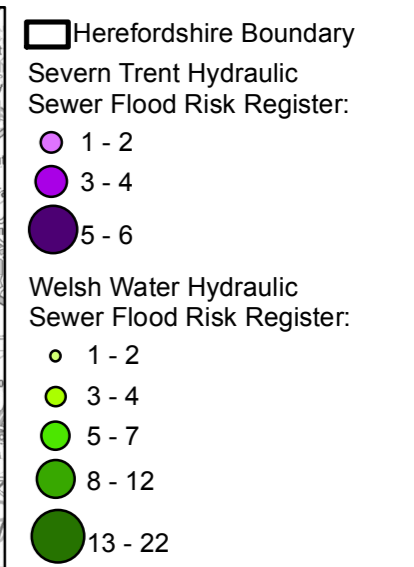 Herefordshire Boundary
Severn Trent Hydraulic
Sewer Flood Risk Register:
1 - 2
3 - 4
5 - 6
Welsh Water Hydraulic
Sewer Flood Risk Register:
1 - 2
3 - 4
5 - 7
8 - 12
13 - 22